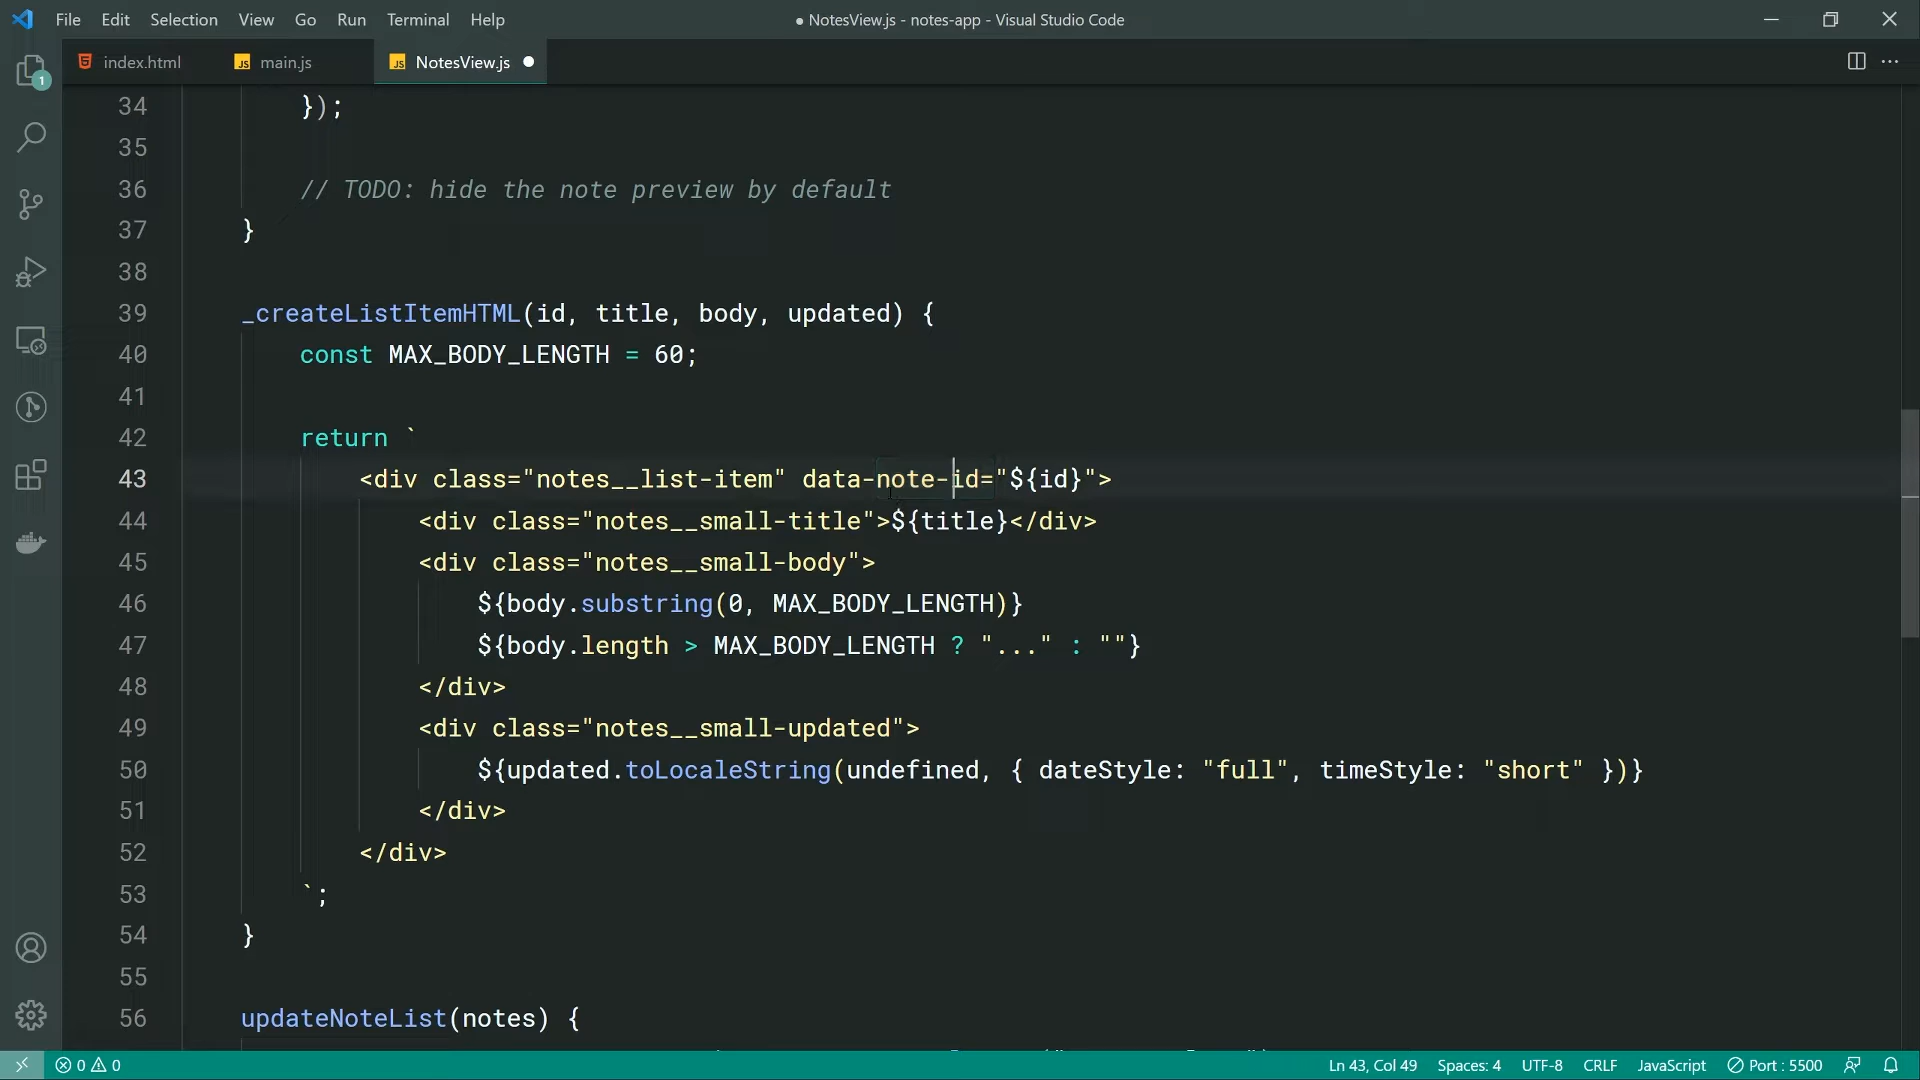 File Edit Selection View Go Run Terminal Help
● NotesView.js - notes-app - Visual Studio Code
1
index.html
JS main.js
JS NotesView.js ●
34 });
35
36 // TODO: hide the note preview by default
37 }
38
39 _createListItemHTML(id, title, body, updated) {
40 const MAX_BODY_LENGTH = 60;
41
42 return `
43 <div class="notes__list-item" data-note-id="${id}">
44 <div class="notes__small-title">${title}</div>
45 <div class="notes__small-body">
46 ${body.substring(0, MAX_BODY_LENGTH)}
47 ${body.length > MAX_BODY_LENGTH ? "..." : ""}
48 </div>
49 <div class="notes__small-updated">
50 ${updated.toLocaleString(undefined, { dateStyle: "full", timeStyle: "short" })}
51 </div>
52 </div>
53 `;
54 }
55
56 updateNoteList(notes) {
0 0 Ln 43, Col 49 Spaces: 4 UTF-8 CRLF JavaScript Port : 5500